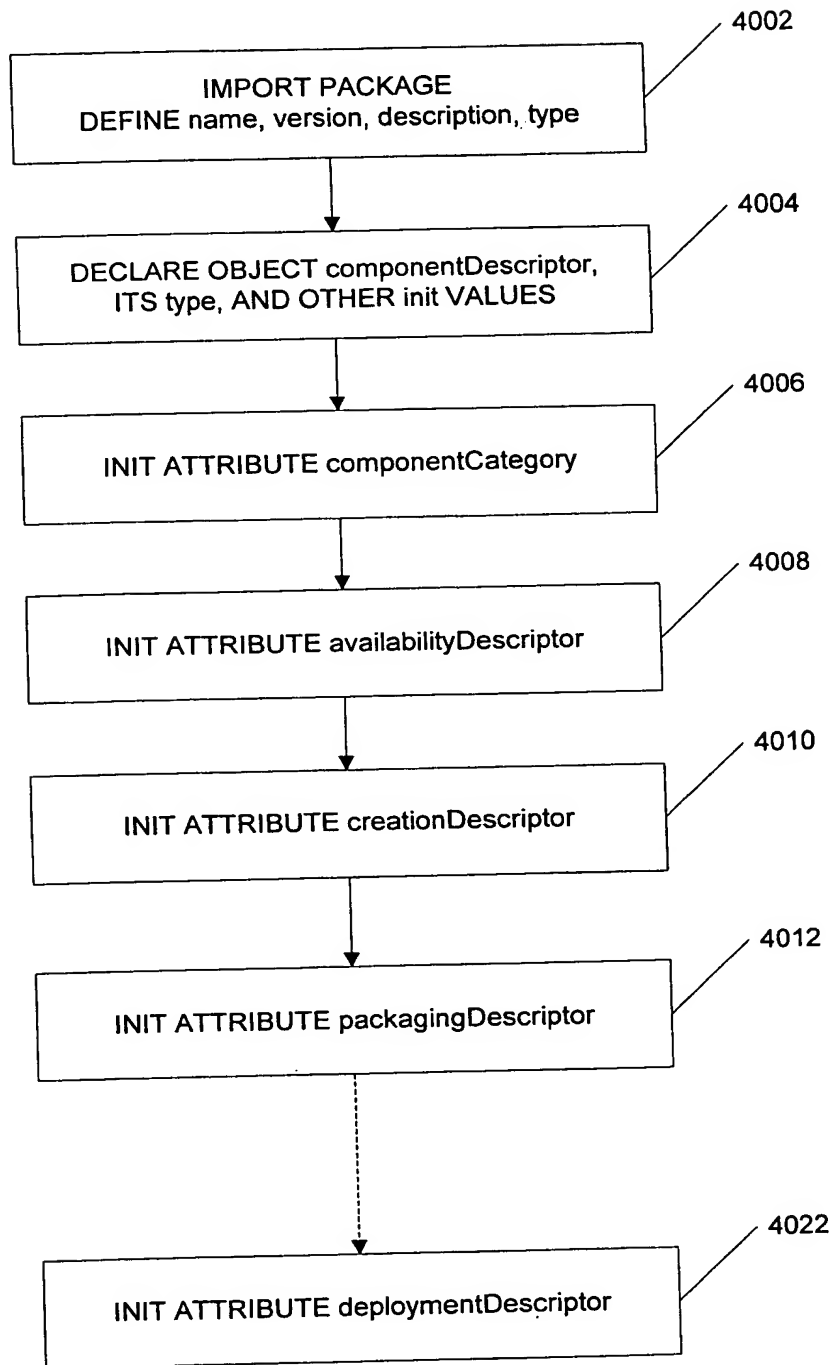 4002
IMPORT PACKAGE
DEFINE name, version, description, type
4004
DECLARE OBJECT componentDescriptor,
ITS type, AND OTHER init VALUES
4006
INIT ATTRIBUTE componentCategory
4008
INIT ATTRIBUTE availabilityDescriptor
4010
INIT ATTRIBUTE creationDescriptor
4012
INIT ATTRIBUTE packagingDescriptor
4022
INIT ATTRIBUTE deploymentDescriptor